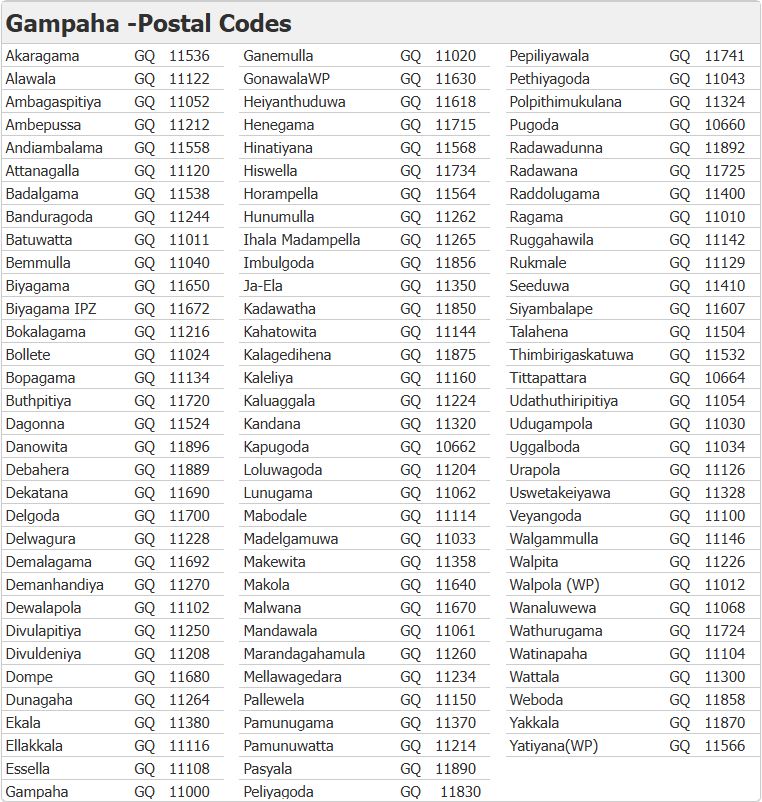 Gampaha -Postal Codes
Akaragama GQ 11536 Ganemulla GQ 11020 Pepiliyawala GQ 11741
Alawala GQ 11122 GonawalaWP GQ 11630 Pethiyagoda GQ 11043
Ambagaspitiya GQ 11052 Heiyanthuduwa GQ 11618 Polpithimukulana GQ 11324
Ambepussa GQ 11212 Henegama GQ 11715 Pugoda GQ 10660
Andiambalama GQ 11558 Hinatiyana GQ 11568 Radawadunna GQ 11892
Attanagalla GQ 11120 Hiswella GQ 11734 Radawana GQ 11725
Badalgama GQ 11538 Horampella GQ 11564 Raddolugama GQ 11400
Banduragoda GQ 11244 Hunumulla GQ 11262 Ragama GQ 11010
Batuwatta GQ 11011 Ihala Madampella GQ 11265 Ruggahawila GQ 11142
Bemmulla GQ 11040 Imbulgoda GQ 11856 Rukmale GQ 11129
Biyagama GQ 11650 Ja-Ela GQ 11350 Seeduwa GQ 11410
Biyagama IPZ GQ 11672 Kadawatha GQ 11850 Siyambalape GQ 11607
Bokalagama GQ 11216 Kahatowita GQ 11144 Talahena GQ 11504
Bollete GQ 11024 Kalagedihena GQ 11875 Thimbirigaskatuwa GQ 11532
Bopagama GQ 11134 Kaleliya GQ 11160 Tittapattara GQ 10664
Buthpitiya GQ 11720 Kaluaggala GQ 11224 Udathuthiripitiya GQ 11054
Dagonna GQ 11524 Kandana GQ 11320 Udugampola GQ 11030
Danowita GQ 11896 Kapugoda GQ 10662 Uggalboda GQ 11034
Debahera GQ 11889 Loluwagoda GQ 11204 Urapola GQ 11126
Dekatana GQ 11690 Lunugama GQ 11062 Uswetakeiyawa GQ 11328
Delgoda GQ 11700 Mabodale GQ 11114 Veyangoda GQ 11100
Delwagura GQ 11228 Madelgamuwa GQ 11033 Walgammulla GQ 11146
Demalagama GQ 11692 Makewita GQ 11358 Walpita GQ 11226
Demanhandiya GQ 11270 Makola GQ 11640 Walpola (WP) GQ 11012
Dewalapola GQ 11102 Malwana GQ 11670 Wanaluwewa GQ 11068
Divulapitiya GQ 11250 Mandawala GQ 11061 Wathurugama GQ 11724
Divuldeniya GQ 11208 Marandagahamula GQ 11260 Watinapaha GQ 11104
Dompe GQ 11680 Mellawagedara GQ 11234 Wattala GQ 11300
Dunagaha GQ 11264 Pallewela GQ 11150 Weboda GQ 11858
Ekala GQ 11380 Pamunugama GQ 11370 Yakkala GQ 11870
Ellakkala GQ 11116 Pamunuwatta GQ 11214 Yatiyana(WP) GQ 11566
Essella GQ 11108 Pasyala GQ 11890
Gampaha GQ 11000 Peliyagoda GQ 11830